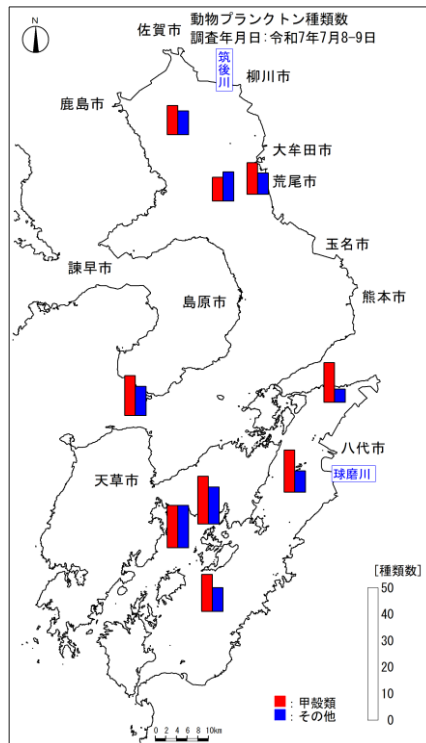 動物プランクトン種類数
調査年月日:令和7年7月8-9日
N
佐賀市
筑後川
柳川市
鹿島市
大牟田市
荒尾市
玉名市
諫早市
島原市
熊本市
八代市
球磨川
天草市
[種類数]
50
40
30
20
10
0
:甲殻類
:その他
0 2 4 6 8 10km